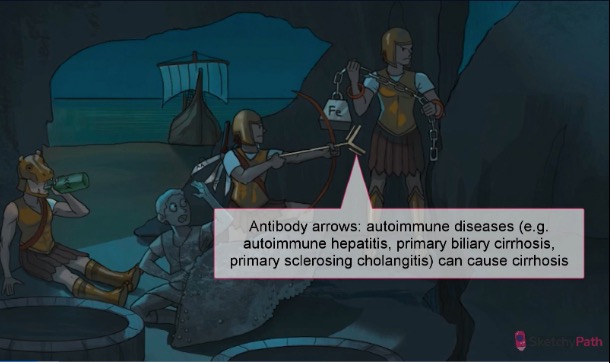 Fe
Antibody arrows: autoimmune diseases (e.g.
autoimmune hepatitis, primary biliary cirrhosis,
primary sclerosing cholangitis) can cause cirrhosis
SketchyPath